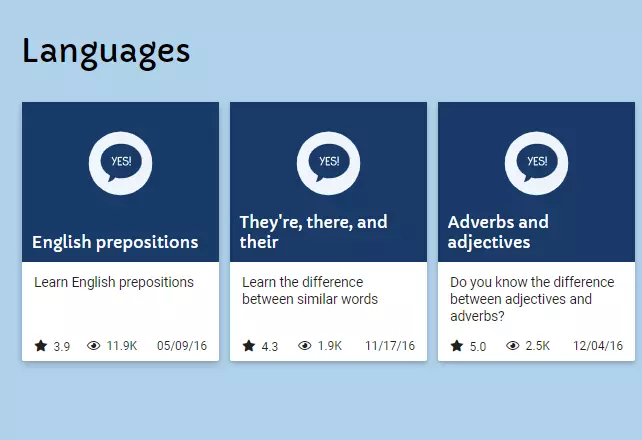 Languages
YES!
English prepositions
Learn English prepositions
3.9 11.9K 05/09/16
YES!
They're, there, and
their
Learn the difference
between similar words
4.3 1.9K 11/17/16
YES!
Adverbs and
adjectives
Do you know the difference
between adjectives and
adverbs?
5.0 2.5K 12/04/16